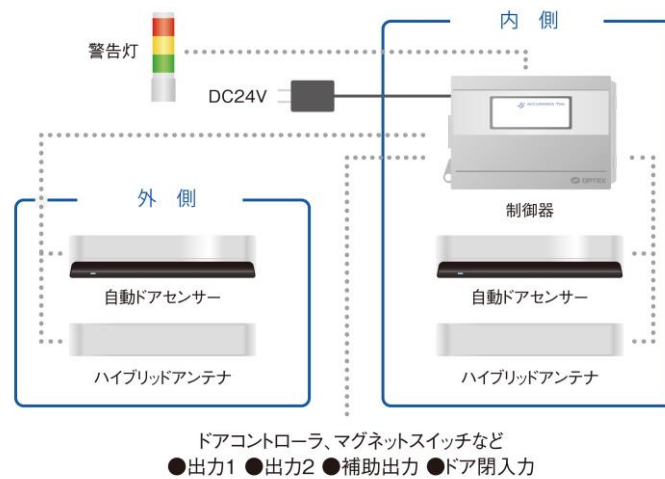 内 側
警告灯
DC24V
OPTEX
制御器
外 側
自動ドアセンサー
自動ドアセンサー
ハイブリッドアンテナ
ハイブリッドアンテナ
ドアコントローラ、マグネットスイッチなど
●出力1 ●出力2 ●補助出力 ●ドア閉入力